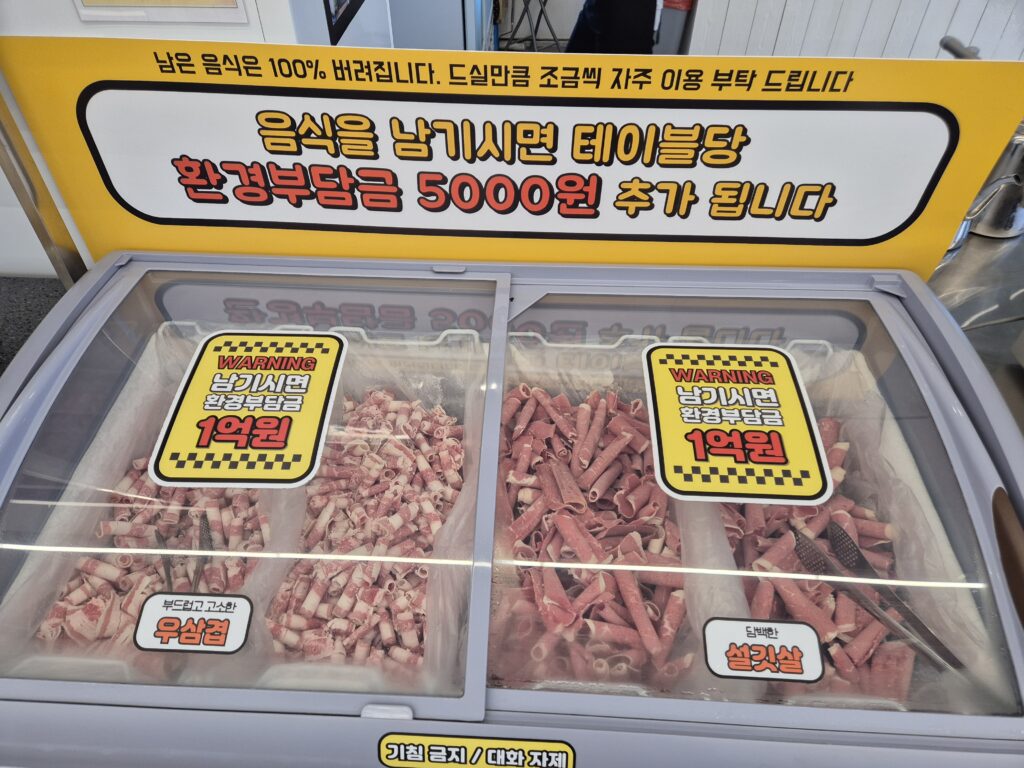 남은 음식은 100% 버려집니다. 드실만큼 조금씩 자주 이용 부탁 드립니다
음식을 남기시면 테이블당
환경부담금 5000원 추가 됩니다
WARNING
남기시면
환경부담금
1억원
WARNING
남기시면
환경부담금
1억원
부드럽고 고소한
우삼겹
담백한
설깃살
기침 금지 / 대화 자제